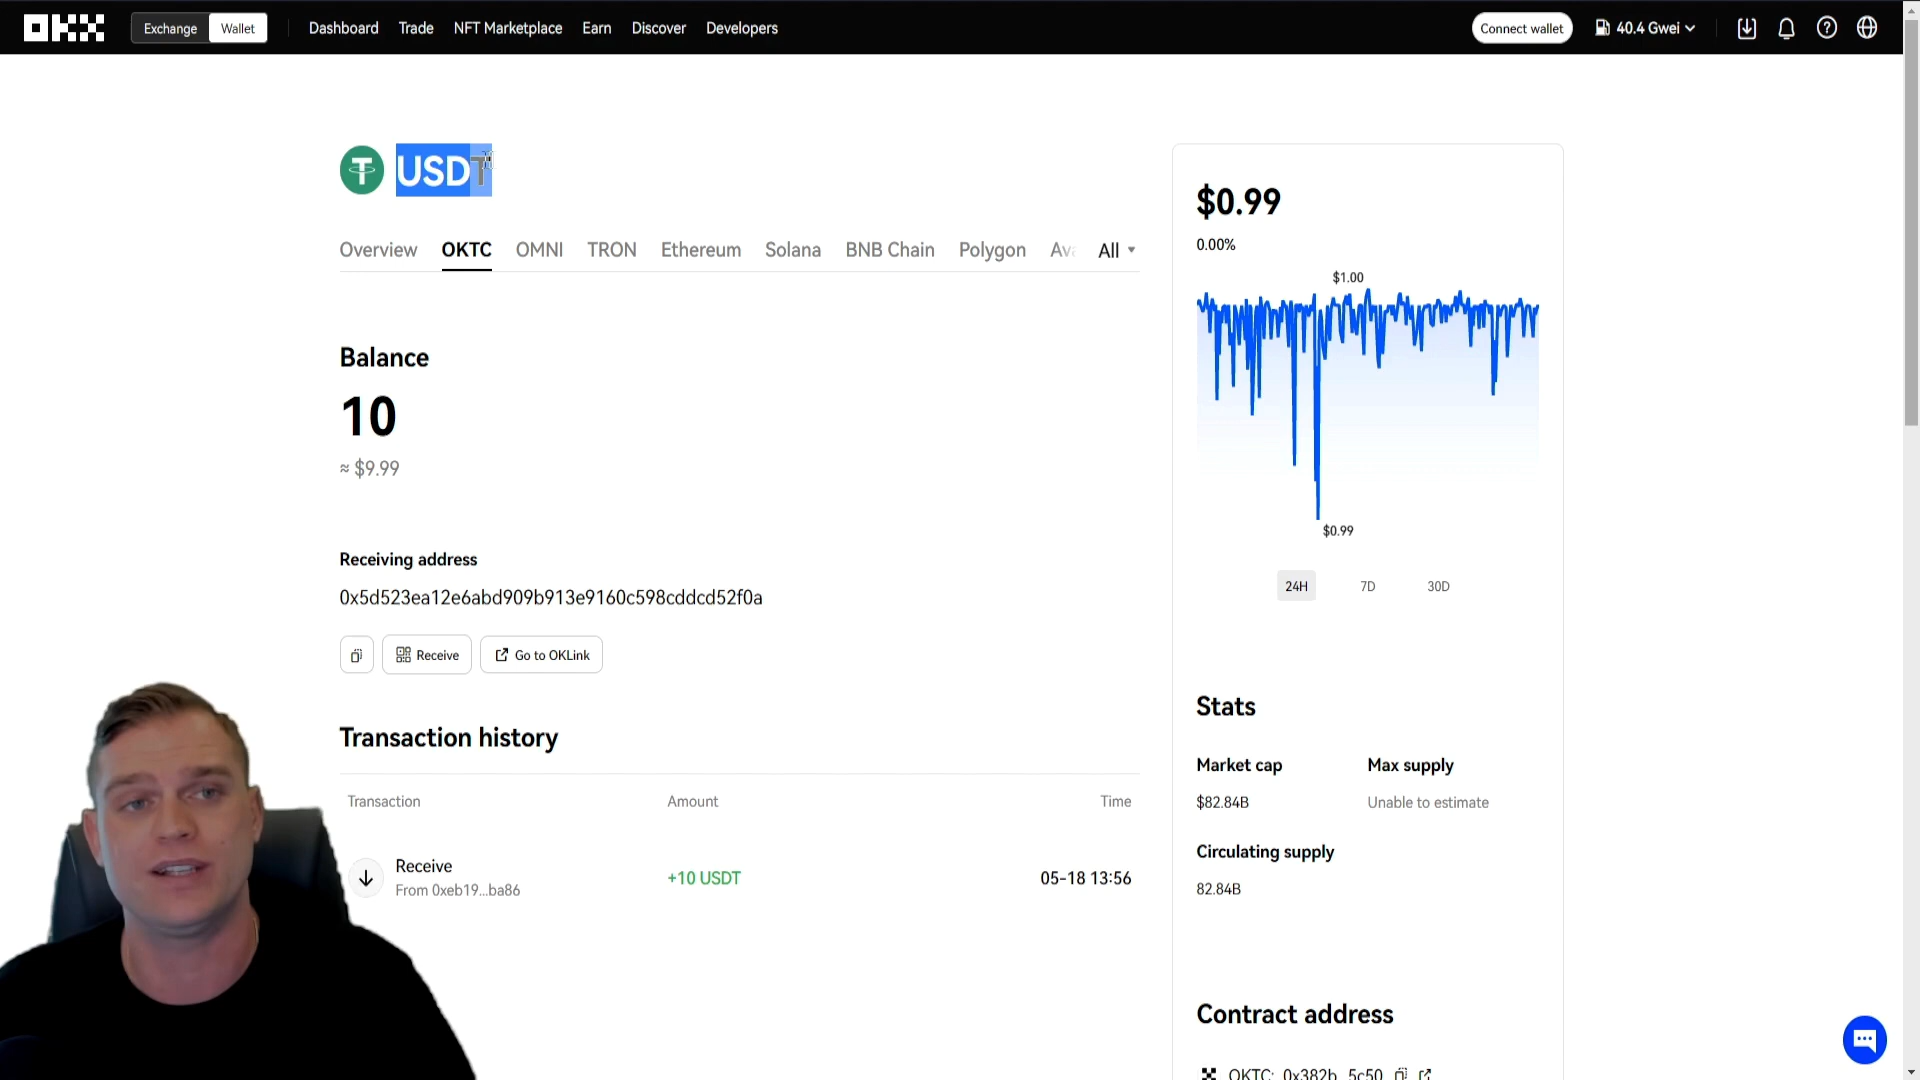 OKX
Exchange
Wallet
Dashboard
Trade
NFT Marketplace
Earn
Discover
Developers
Connect wallet
40.4 Gwei
USDT
Overview
OKTC
OMNI
TRON
Ethereum
Solana
BNB Chain
Polygon
Ava
All
Balance
10
≈ $9.99
Receiving address
0x5d523ea12e6abd909b913e9160c598cddcd52f0a
Receive
Go to OKLink
Transaction history
Transaction
Amount
Time
Receive
From 0xeb19...ba86
+10 USDT
05-18 13:56
$0.99
0.00%
$1.00
$0.99
24H
7D
30D
Stats
Market cap
Max supply
$82.84B
Unable to estimate
Circulating supply
82.84B
Contract address
OKTC: 0x382b...5c50